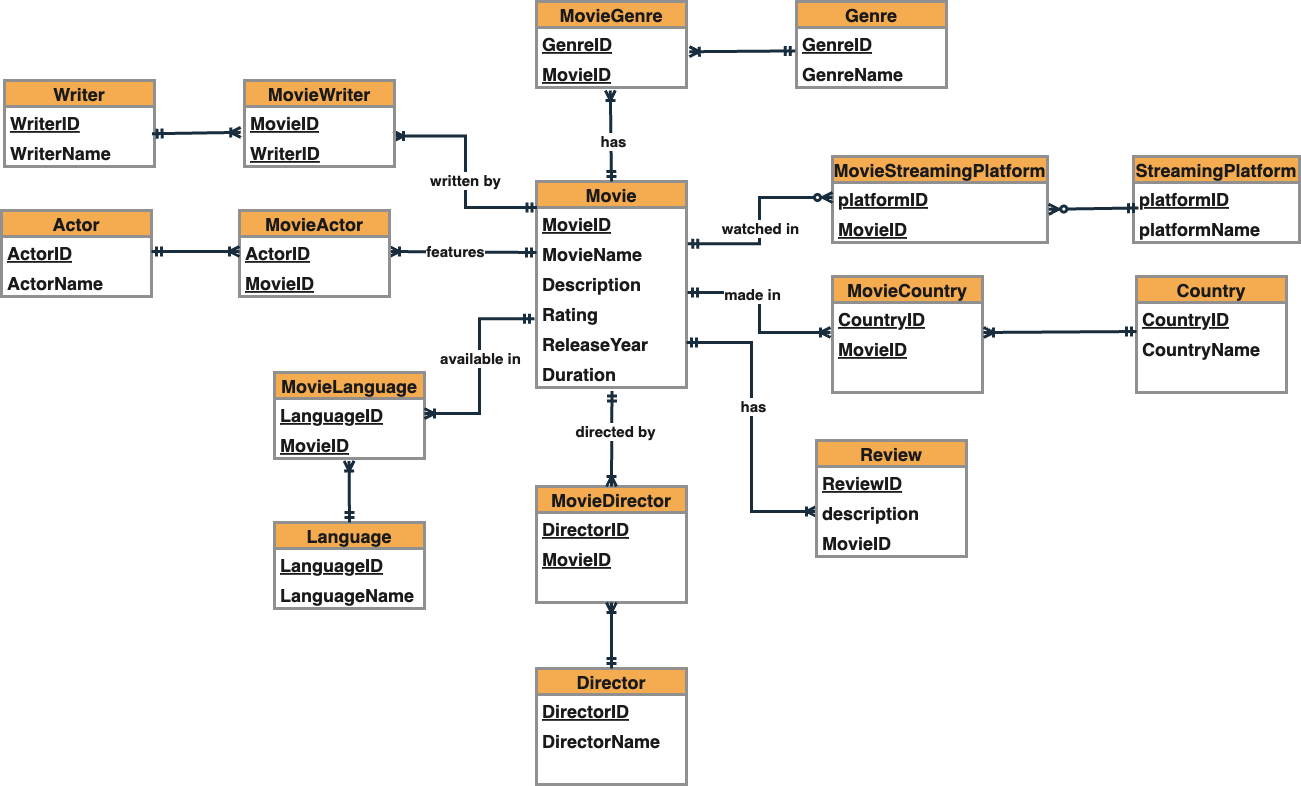 MovieGenre
GenreID
MovieID
Genre
GenreID
GenreName
Writer
WriterID
WriterName
MovieWriter
MovieID
WriterID
has
written by
Movie
MovieID
MovieName
Description
Rating
ReleaseYear
Duration
MovieStreamingPlatform
platformID
MovieID
StreamingPlatform
platformID
platformName
watched in
Actor
ActorID
ActorName
MovieActor
ActorID
MovieID
features
made in
MovieCountry
CountryID
MovieID
Country
CountryID
CountryName
available in
MovieLanguage
LanguageID
MovieID
has
directed by
Review
ReviewID
description
MovieID
MovieDirector
DirectorID
MovieID
Language
LanguageID
LanguageName
Director
DirectorID
DirectorName